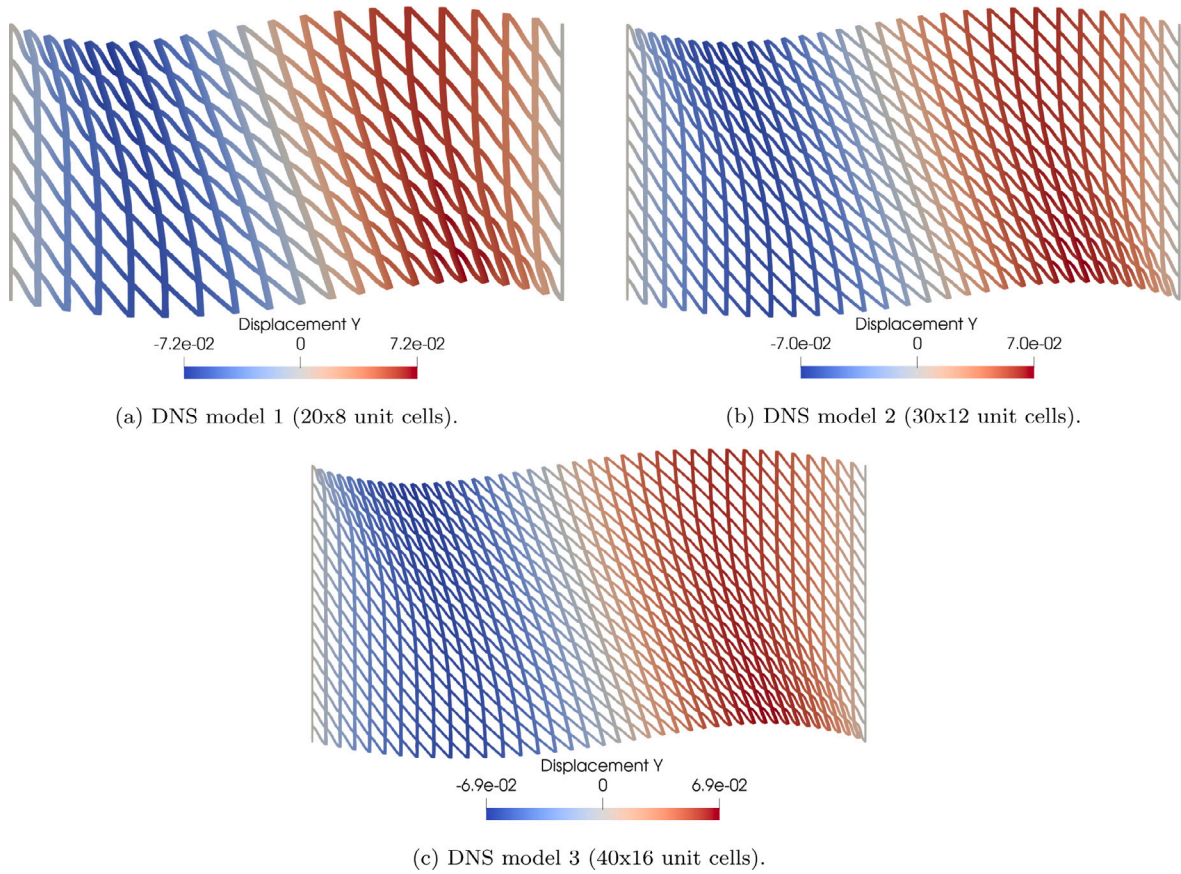 Displacement Y
-7.2e-02 0 7.2e-02
(a) DNS model 1 (20x8 unit cells).
Displacement Y
-7.0e-02 0 7.0e-02
(b) DNS model 2 (30x12 unit cells).
Displacement Y
-6.9e-02 0 6.9e-02
(c) DNS model 3 (40x16 unit cells).